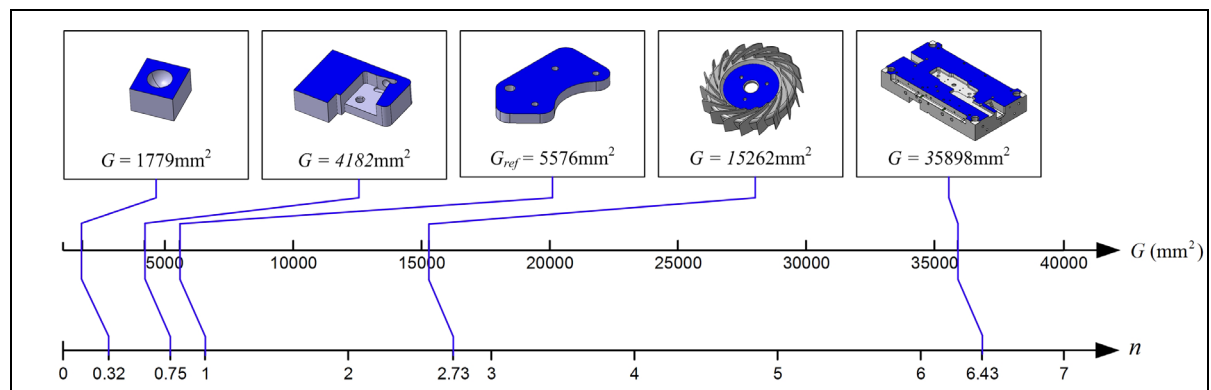 G = 1779mm²
G = 4182mm²
G_ref = 5576mm²
G = 15262mm²
G = 35898mm²
5000 10000 15000 20000 25000 30000 35000 40000 G (mm²)
0 0.32 0.75 1 2 2.73 3 4 5 6 6.43 7 n